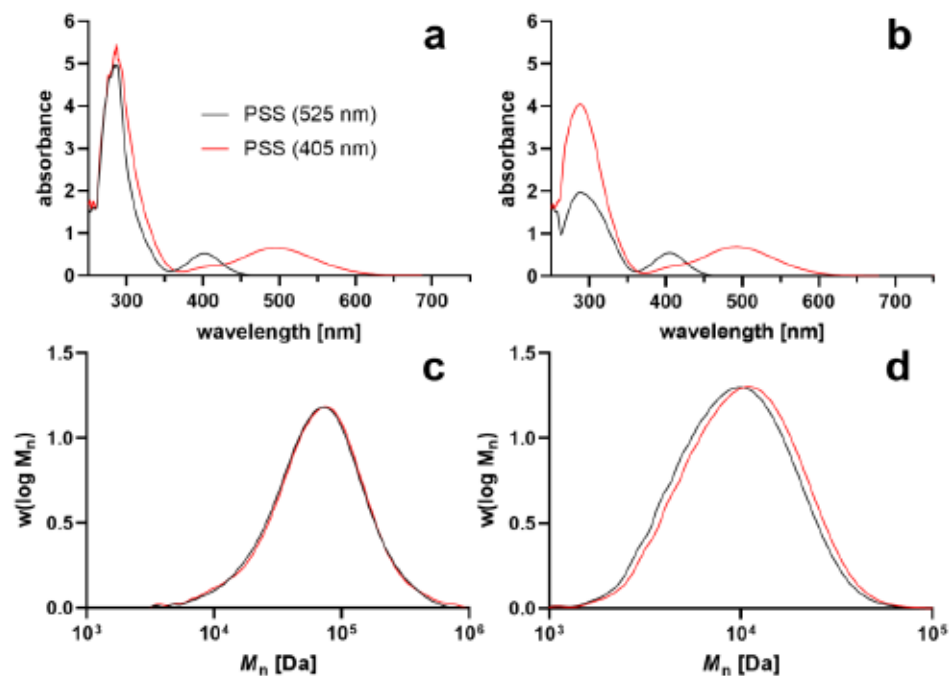 a
6
5
4
3
2
1
0
absorbance
PSS (525 nm)
PSS (405 nm)
300 400 500 600 700
wavelength [nm]
b
6
5
4
3
2
1
0
absorbance
300 400 500 600 700
wavelength [nm]
c
1.5
1.0
0.5
0.0
w(log Mn)
10³ 10⁴ 10⁵ 10⁶
Mn [Da]
d
1.5
1.0
0.5
0.0
w(log Mn)
10³ 10⁴ 10⁵
Mn [Da]